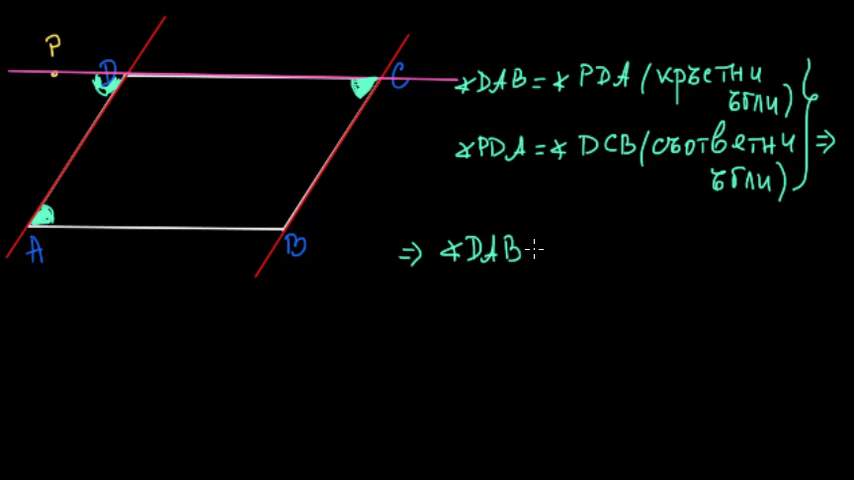 P
D
C
A
B
∢DAB = ∢ PDA (кръстни
ъгли)
∢PDA = ∢ DCB (съответни
ъгли) } ⇒
⇒ ∢DAB